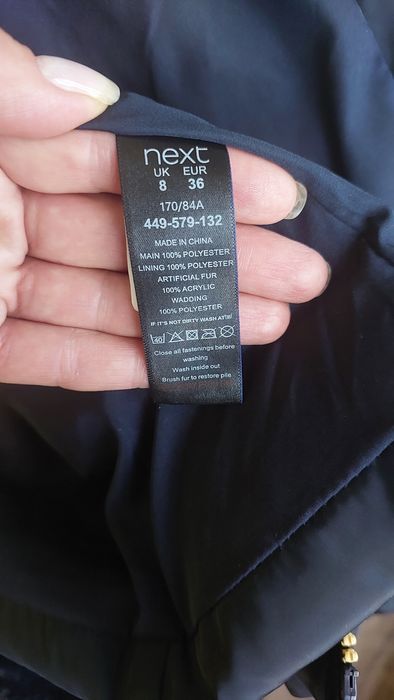 next
UK EUR
8 36
170/84A
449-579-132
MADE IN CHINA
MAIN 100% POLYESTER
LINING 100% POLYESTER
ARTIFICIAL FUR
100% ACRYLIC
WADDING
100% POLYESTER
IF IT'S NOT DIRTY WASH AT
40
Close all fastenings before
washing
Wash inside out
Brush fur to restore pile